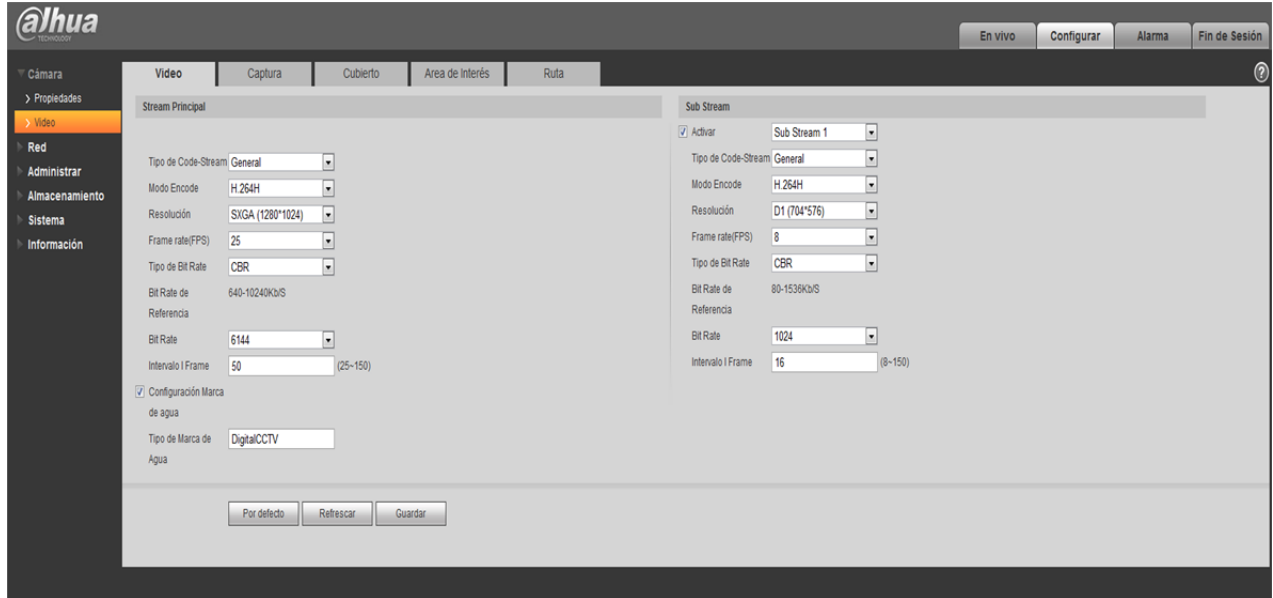 alhua
TECHNOLOGY
En vivo
Configurar
Alarma
Fin de Sesión
Cámara
Propiedades
Video
Red
Administrar
Almacenamiento
Sistema
Información
Video
Captura
Cubierto
Area de Interés
Ruta
?
Stream Principal
Tipo de Code-Stream General
Modo Encode H.264H
Resolución SXGA (1280*1024)
Frame rate(FPS) 25
Tipo de Bit Rate CBR
Bit Rate de 640-10240Kb/S
Referencia
Bit Rate 6144
Intervalo I Frame 50 (25~150)
Configuración Marca
de agua
Tipo de Marca de DigitalCCTV
Agua
Sub Stream
Activar Sub Stream 1
Tipo de Code-Stream General
Modo Encode H.264H
Resolución D1 (704*576)
Frame rate(FPS) 8
Tipo de Bit Rate CBR
Bit Rate de 80-1536Kb/S
Referencia
Bit Rate 1024
Intervalo I Frame 16 (8~150)
Por defecto
Refrescar
Guardar